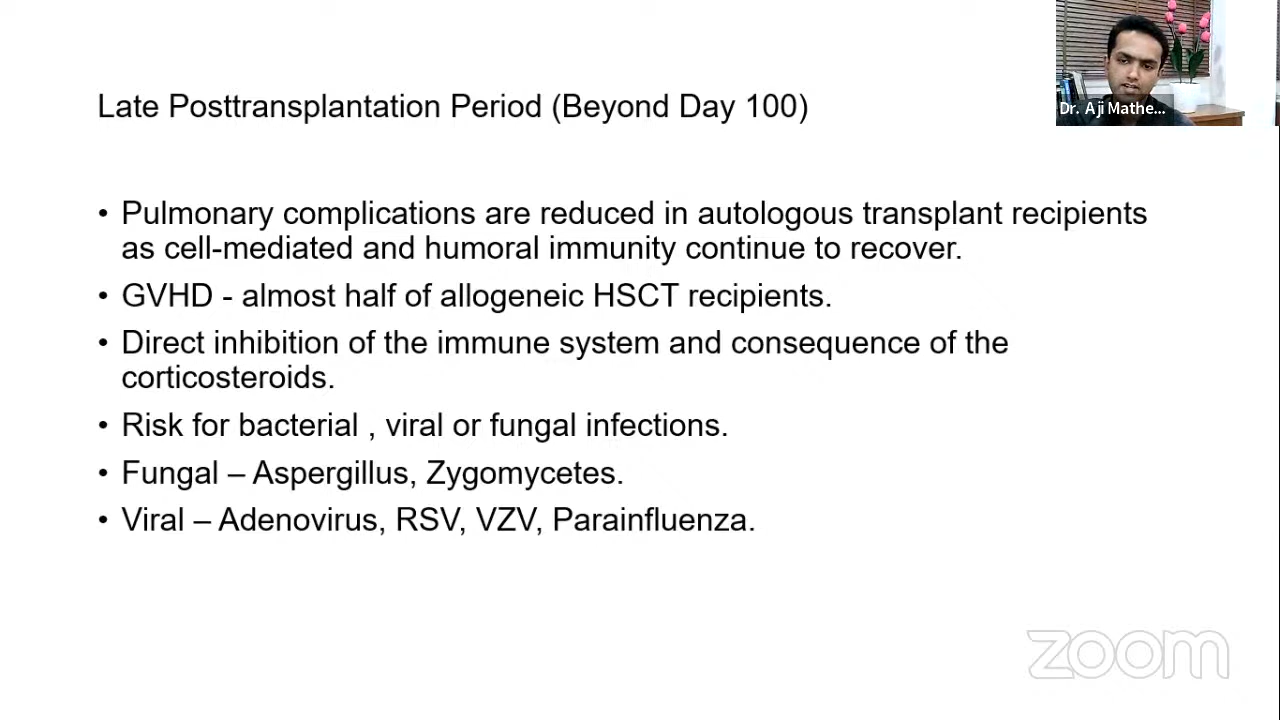 Late Posttransplantation Period (Beyond Day 100)
Dr. Aji Mathe...
• Pulmonary complications are reduced in autologous transplant recipients
as cell-mediated and humoral immunity continue to recover.
• GVHD - almost half of allogeneic HSCT recipients.
• Direct inhibition of the immune system and consequence of the
corticosteroids.
• Risk for bacterial , viral or fungal infections.
• Fungal – Aspergillus, Zygomycetes.
• Viral – Adenovirus, RSV, VZV, Parainfluenza.
zoom